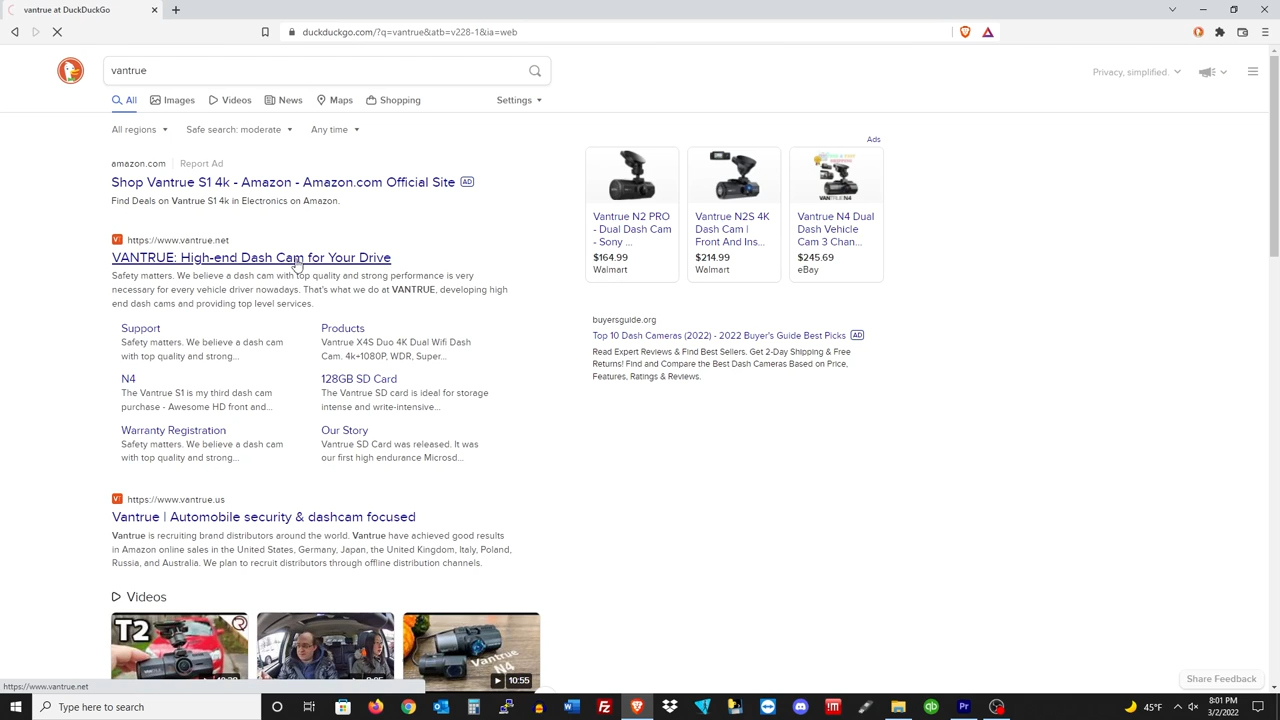 vantrue at DuckDuckGo
duckduckgo.com/?q=vantrue&atb=v228-1&ia=web
vantrue
Privacy, simplified.
All
Images
Videos
News
Maps
Shopping
Settings
All regions
Safe search: moderate
Any time
amazon.com
Report Ad
Shop Vantrue S1 4k - Amazon - Amazon.com Official Site AD
Find Deals on Vantrue S1 4k in Electronics on Amazon.
https://www.vantrue.net
VANTRUE: High-end Dash Cam for Your Drive
Safety matters. We believe a dash cam with top quality and strong performance is very
necessary for every vehicle driver nowadays. That's what we do at VANTRUE, developing high
end dash cams and providing top level services.
Support
Safety matters. We believe a dash cam
with top quality and strong...
Products
Vantrue X4S Duo 4K Dual Wifi Dash
Cam. 4k+1080P, WDR, Super...
N4
The Vantrue S1 is my third dash cam
purchase - Awesome HD front and...
128GB SD Card
The Vantrue SD card is ideal for storage
intense and write-intensive...
Warranty Registration
Safety matters. We believe a dash cam
with top quality and strong...
Our Story
Vantrue SD Card was released. It was
our first high endurance Microsd...
https://www.vantrue.us
Vantrue | Automobile security & dashcam focused
Vantrue is recruiting brand distributors around the world. Vantrue have achieved good results
in Amazon online sales in the United States, Germany, Japan, the United Kingdom, Italy, Poland,
Russia, and Australia. We plan to recruit distributors through offline distribution channels.
Videos
T2
Vantrue
N4
10:55
Ads
Vantrue N2 PRO
- Dual Dash Cam
- Sony ...
$164.99
Walmart
Vantrue N2S 4K
Dash Cam |
Front And Ins...
$214.99
Walmart
VANTRUE N4
Vantrue N4 Dual
Dash Vehicle
Cam 3 Chan...
$245.69
eBay
buyersguide.org
Top 10 Dash Cameras (2022) - 2022 Buyer's Guide Best Picks AD
Read Expert Reviews & Find Best Sellers. Get 2-Day Shipping & Free
Returns! Find and Compare the Best Dash Cameras Based on Price,
Features, Ratings & Reviews.
Share Feedback
https://www.vantrue.net
Type here to search
45°F
8:01 PM
3/2/2022